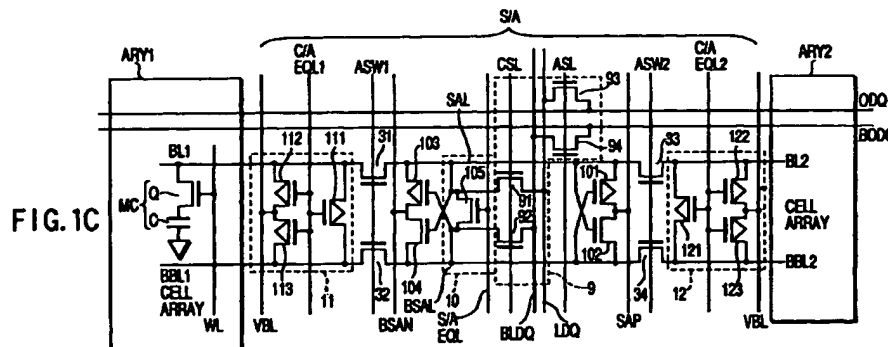 S/A
ARY1
C/A
EQL1
ASW1
CSL
ASL
ASW2
C/A
EQL2
ARY2
93
ODQ
BODQ
SAL
94
BL1
112
111
31
103
105
33
122
BL2
MC
Q
C
91
92
101
102
CELL
ARRAY
FIG.1C
BBL1
CELL
ARRAY
113
11
32
104
121
123
BBL2
34
12
WL
VBL
BSAN
BSAL
10
S/A
EQL
BLDQ
LDQ
9
SAP
VBL